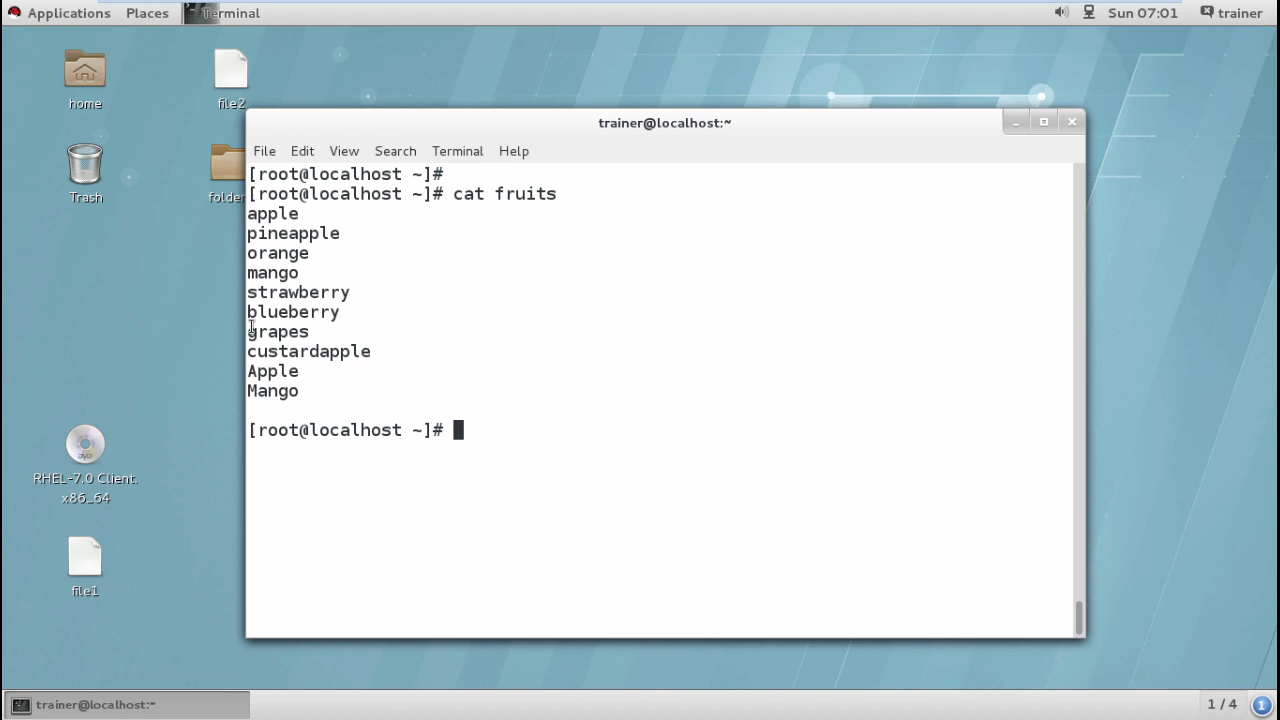 Applications Places Terminal Sun 07:01 trainer
home
file2
Trash
trainer@localhost:~
File Edit View Search Terminal Help
[root@localhost ~]#
[root@localhost ~]# cat fruits
apple
pineapple
orange
mango
strawberry
blueberry
grapes
custardapple
Apple
Mango
[root@localhost ~]#
RHEL-7.0 Client.
x86_64
file1
trainer@localhost:~
1 / 4
1